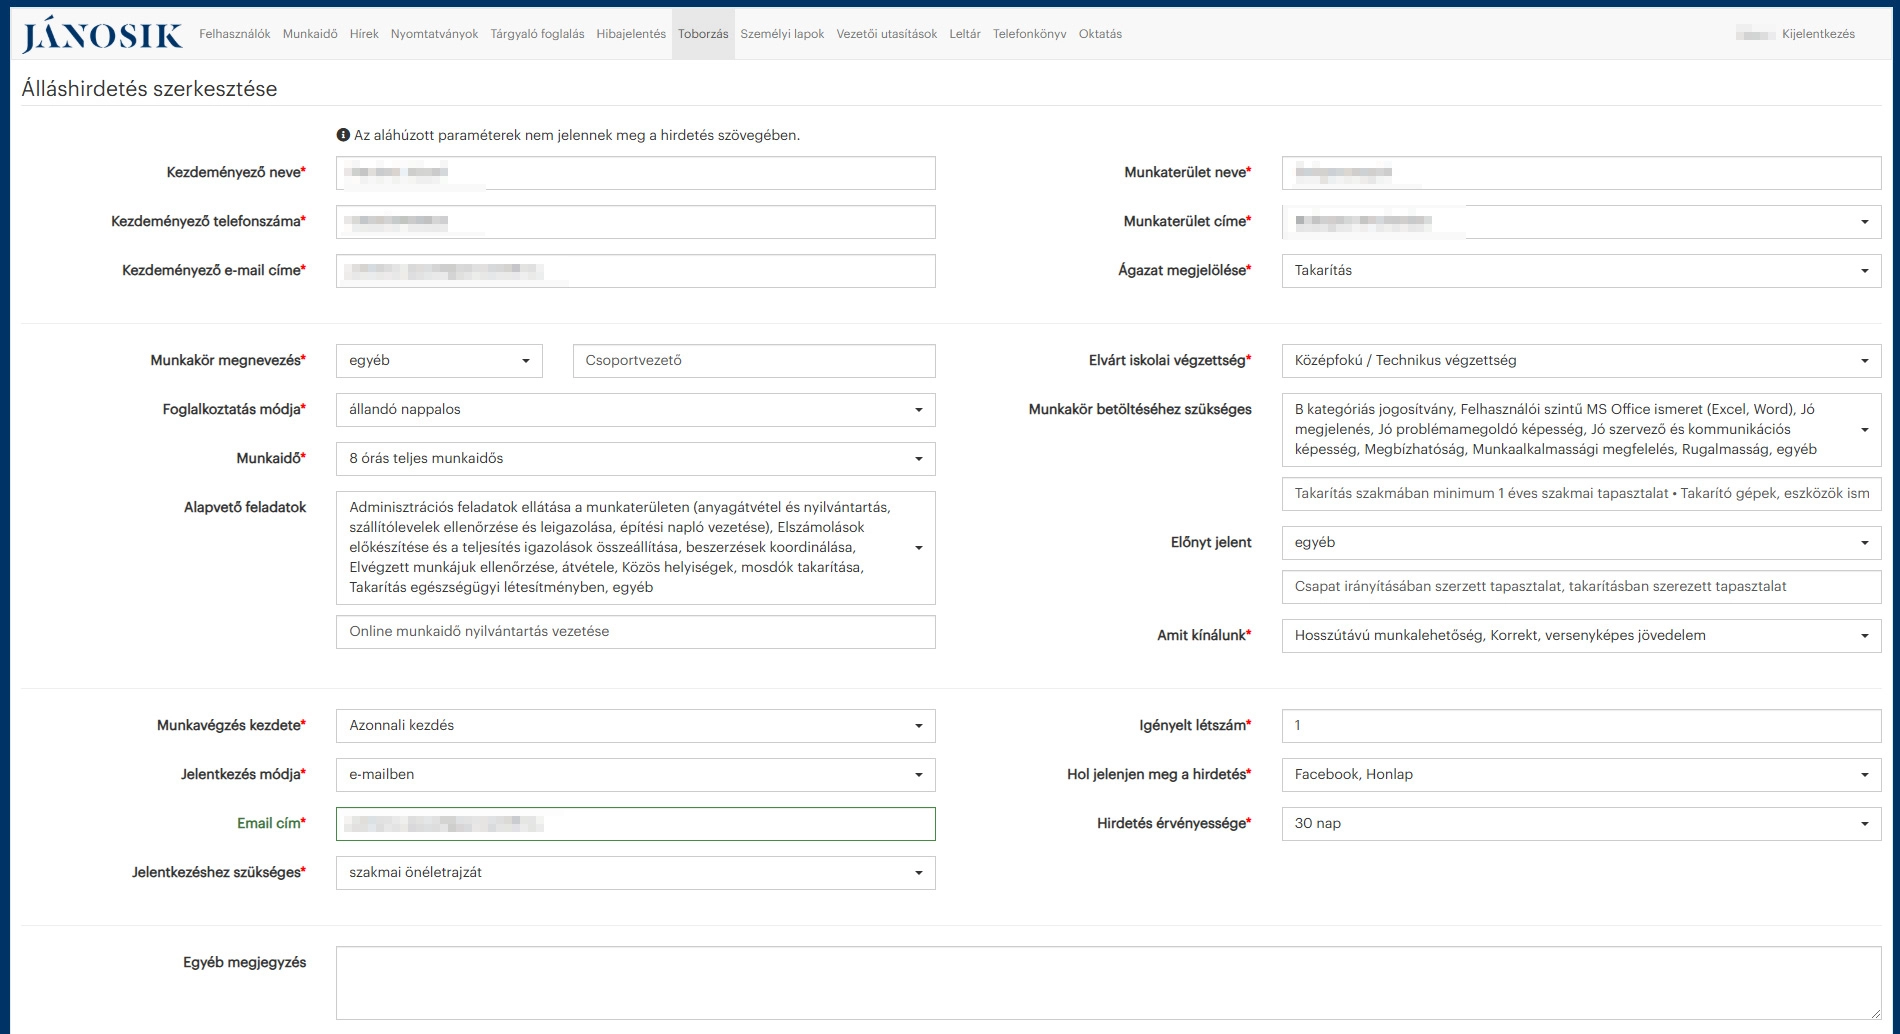 JÁNOSIK Felhasználók Munkaidő Hírek Nyomtatványok Tárgyaló foglalás Hibajelentés Toborzás Személyi lapok Vezetői utasítások Leltár Telefonkönyv Oktatás Kijelentkezés
Álláshirdetés szerkesztése
Az aláhúzott paraméterek nem jelennek meg a hirdetés szövegében.
Kezdeményező neve*
Munkaterület neve*
Kezdeményező telefonszáma*
Munkaterület címe*
Kezdeményező e-mail címe*
Ágazat megjelölése* Takarítás
Munkakör megnevezés* egyéb Csoportvezető
Foglalkoztatás módja* állandó nappalos
Munkaidő* 8 órás teljes munkaidős
Alapvető feladatok
Adminisztrációs feladatok ellátása a munkaterületen (anyagátvétel és nyilvántartás,
szállítólevelek ellenőrzése és leigazolása, építési napló vezetése), Elszámolások
előkészítése és a teljesítés igazolások összeállítása, beszerzések koordinálása,
Elvégzett munkájuk ellenőrzése, átvétele, Közös helyiségek, mosdók takarítása,
Takarítás egészségügyi létesítményben, egyéb
Online munkaidő nyilvántartás vezetése
Elvárt iskolai végzettség* Középfokú / Technikus végzettség
Munkakör betöltéséhez szükséges
B kategóriás jogosítvány, Felhasználói szintű MS Office ismeret (Excel, Word), Jó
megjelenés, Jó problémamegoldó képesség, Jó szervező és kommunikációs
képesség, Megbízhatóság, Munkaalkalmassági megfelelés, Rugalmasság, egyéb
Takarítás szakmában minimum 1 éves szakmai tapasztalat • Takarító gépek, eszközök ism
Előnyt jelent egyéb
Csapat irányításában szerzett tapasztalat, takarításban szerezett tapasztalat
Amit kínálunk* Hosszútávú munkalehetőség, Korrekt, versenyképes jövedelem
Munkavégzés kezdete* Azonnali kezdés
Jelentkezés módja* e-mailben
Email cím*
Jelentkezéshez szükséges* szakmai önéletrajzát
Igényelt létszám* 1
Hol jelenjen meg a hirdetés* Facebook, Honlap
Hirdetés érvényessége* 30 nap
Egyéb megjegyzés